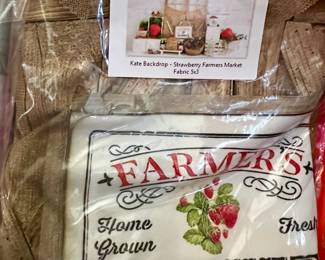 Kate Backdrop - Strawberry Farmers Market
Fabric 5x3
FARMER'S
Home
Fresh
Grown